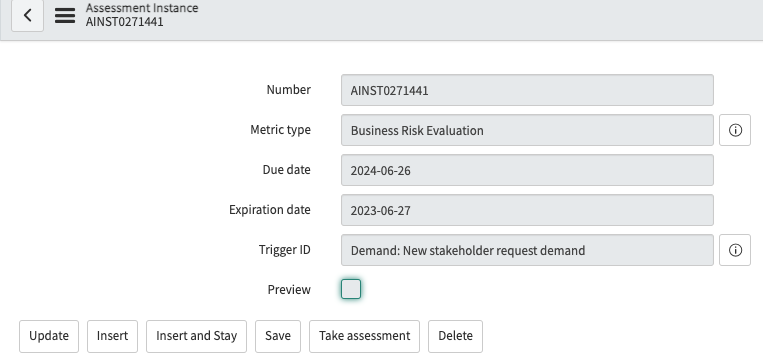 Assessment Instance
AINST0271441
Number AINST0271441
Metric type Business Risk Evaluation
Due date 2024-06-26
Expiration date 2023-06-27
Trigger ID Demand: New stakeholder request demand
Preview
Update Insert Insert and Stay Save Take assessment Delete